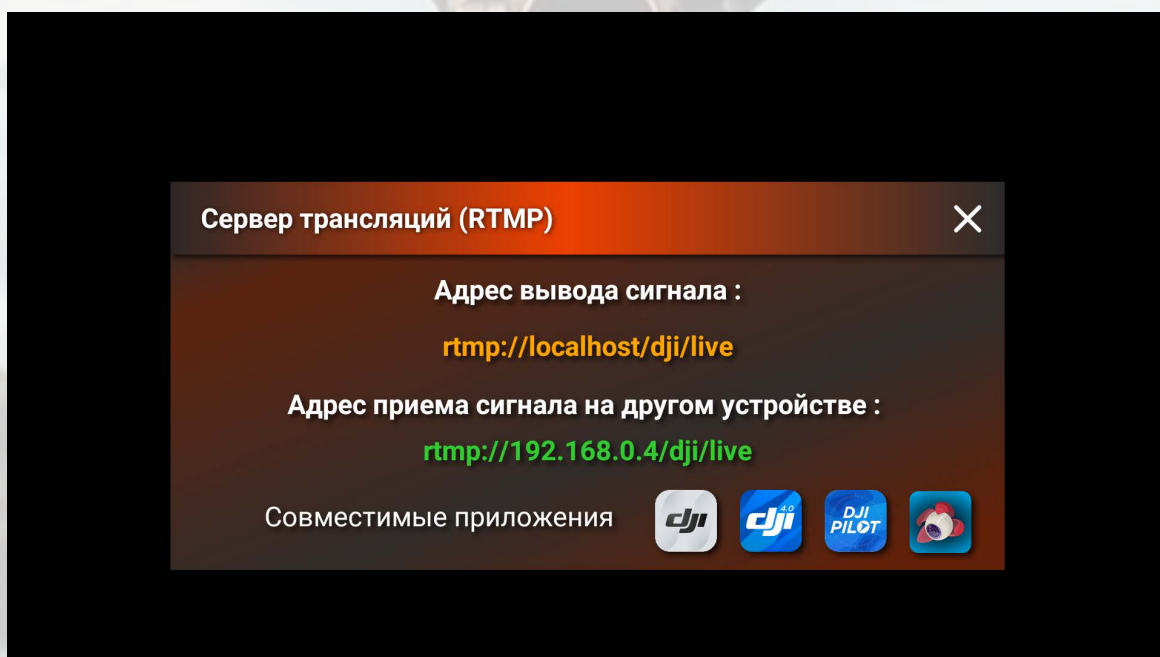 Сервер трансляций (RTMP)
Адрес вывода сигнала :
rtmp://localhost/dji/live
Адрес приема сигнала на другом устройстве :
rtmp://192.168.0.4/dji/live
Совместимые приложения
dji
dji 4.0
DJI
PILOT